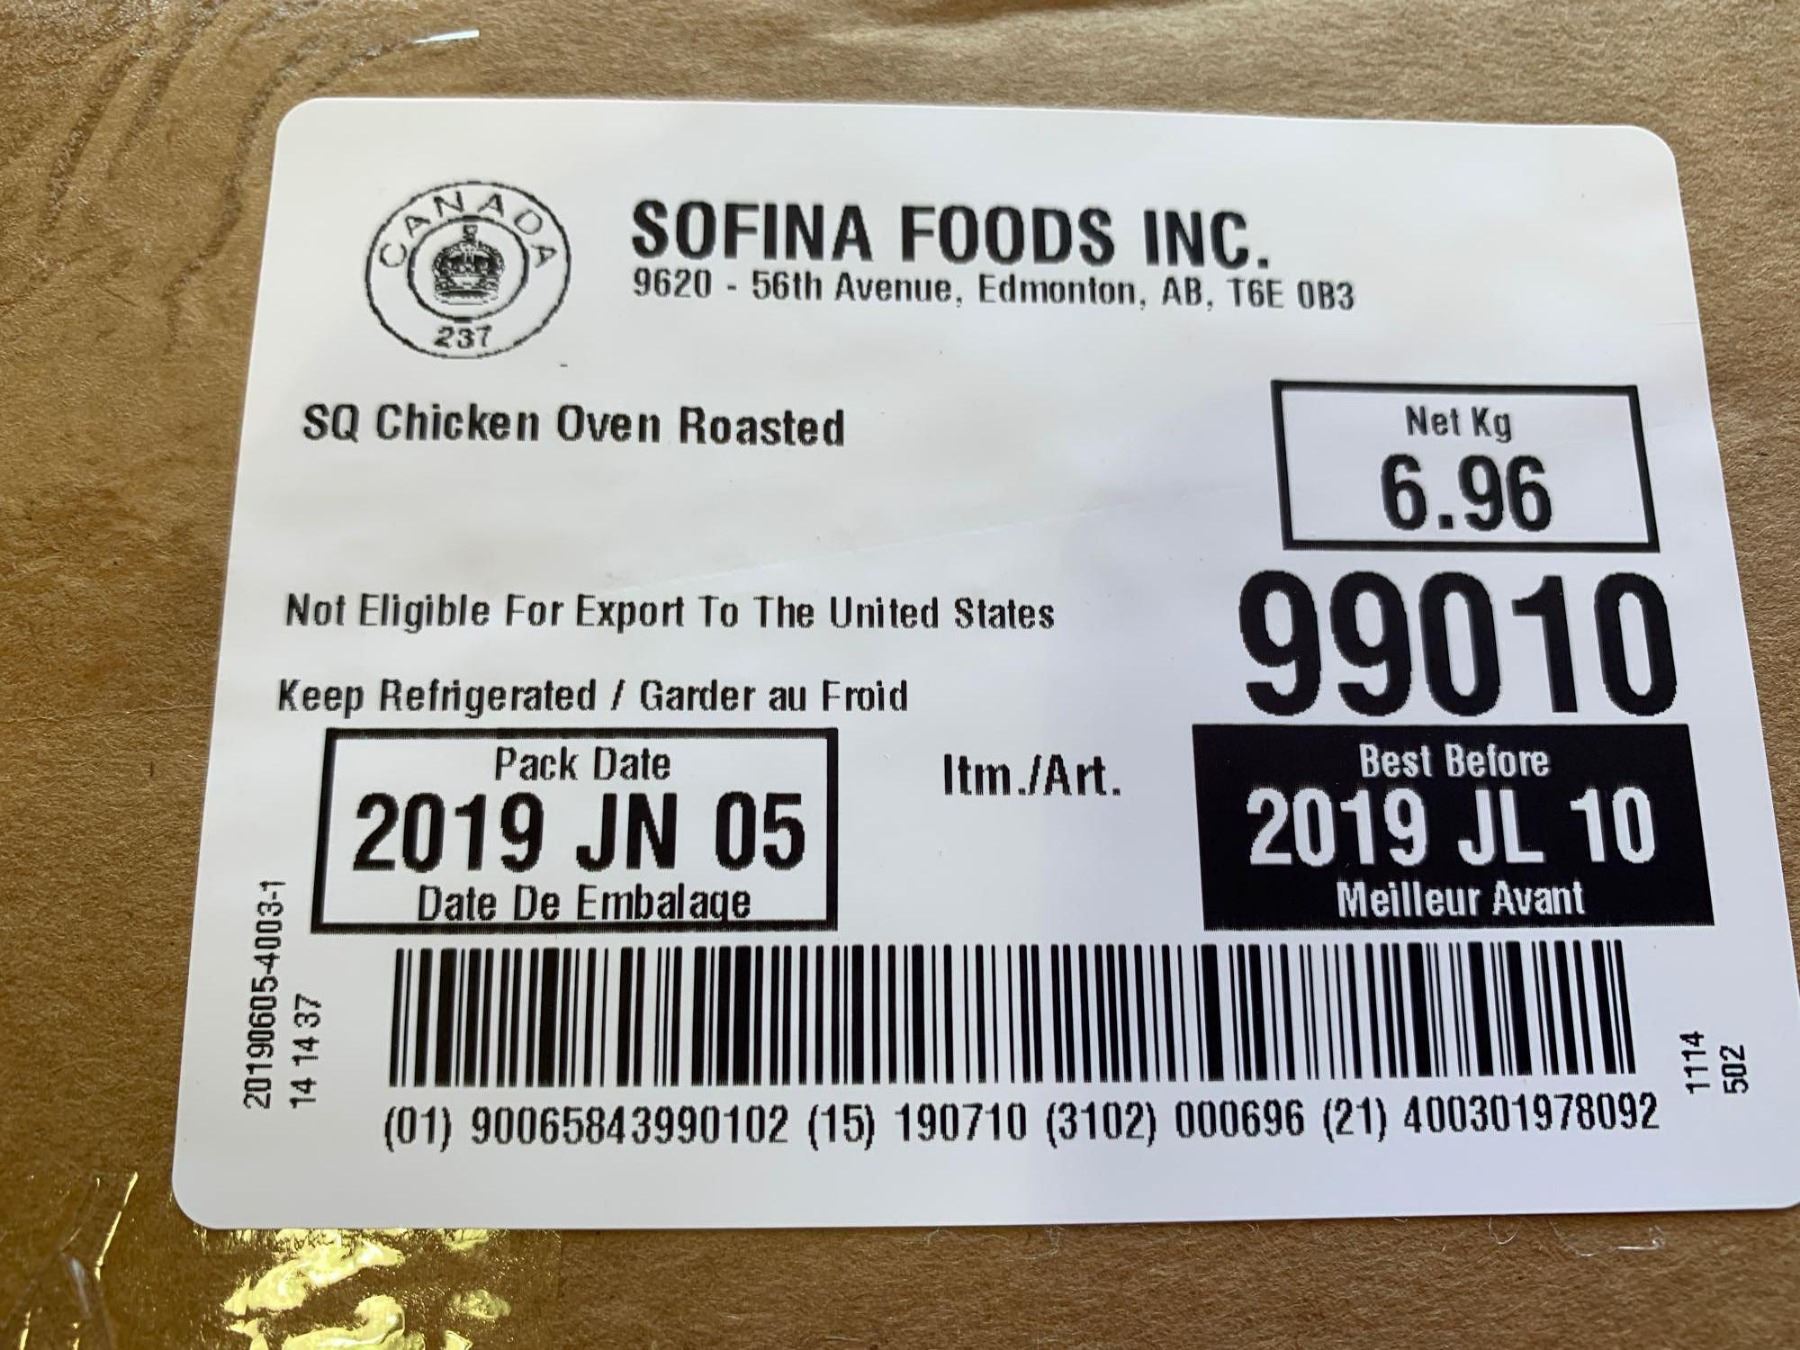 CANADA
237
SOFINA FOODS INC.
9620 - 56th Avenue, Edmonton, AB, T6E 0B3
SQ Chicken Oven Roasted
Net Kg
6.96
99010
Not Eligible For Export To The United States
Keep Refrigerated / Garder au Froid
Pack Date
2019 JN 05
Date De Embalage
Itm./Art.
Best Before
2019 JL 10
Meilleur Avant
20190605-4003-1
14 14 37
1114
502
(01) 90065843990102 (15) 190710 (3102) 000696 (21) 400301978092